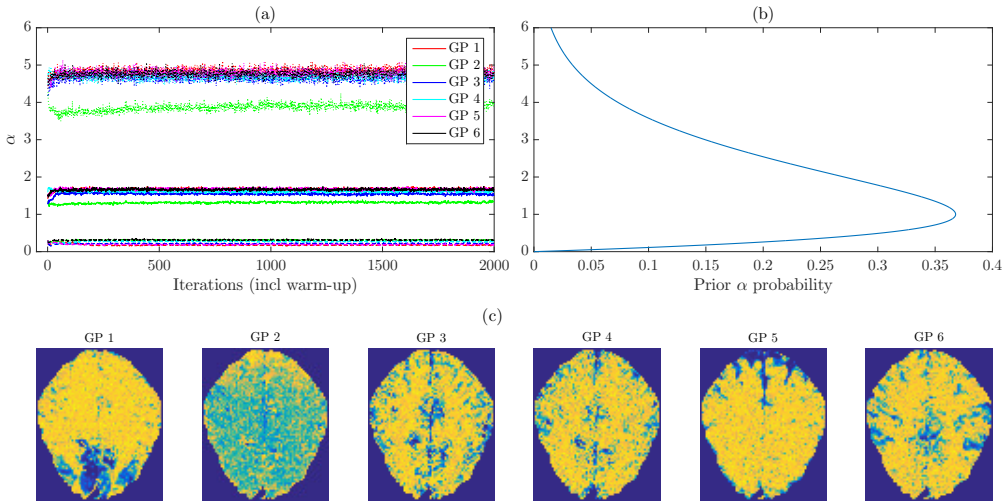 (a)
6
5
4
3
2
1
0
α
0
500
1000
1500
2000
Iterations (incl warm-up)
GP 1
GP 2
GP 3
GP 4
GP 5
GP 6
(b)
6
5
4
3
2
1
0
0
0.05
0.1
0.15
0.2
0.25
0.3
0.35
0.4
Prior α probability
(c)
GP 1
GP 2
GP 3
GP 4
GP 5
GP 6